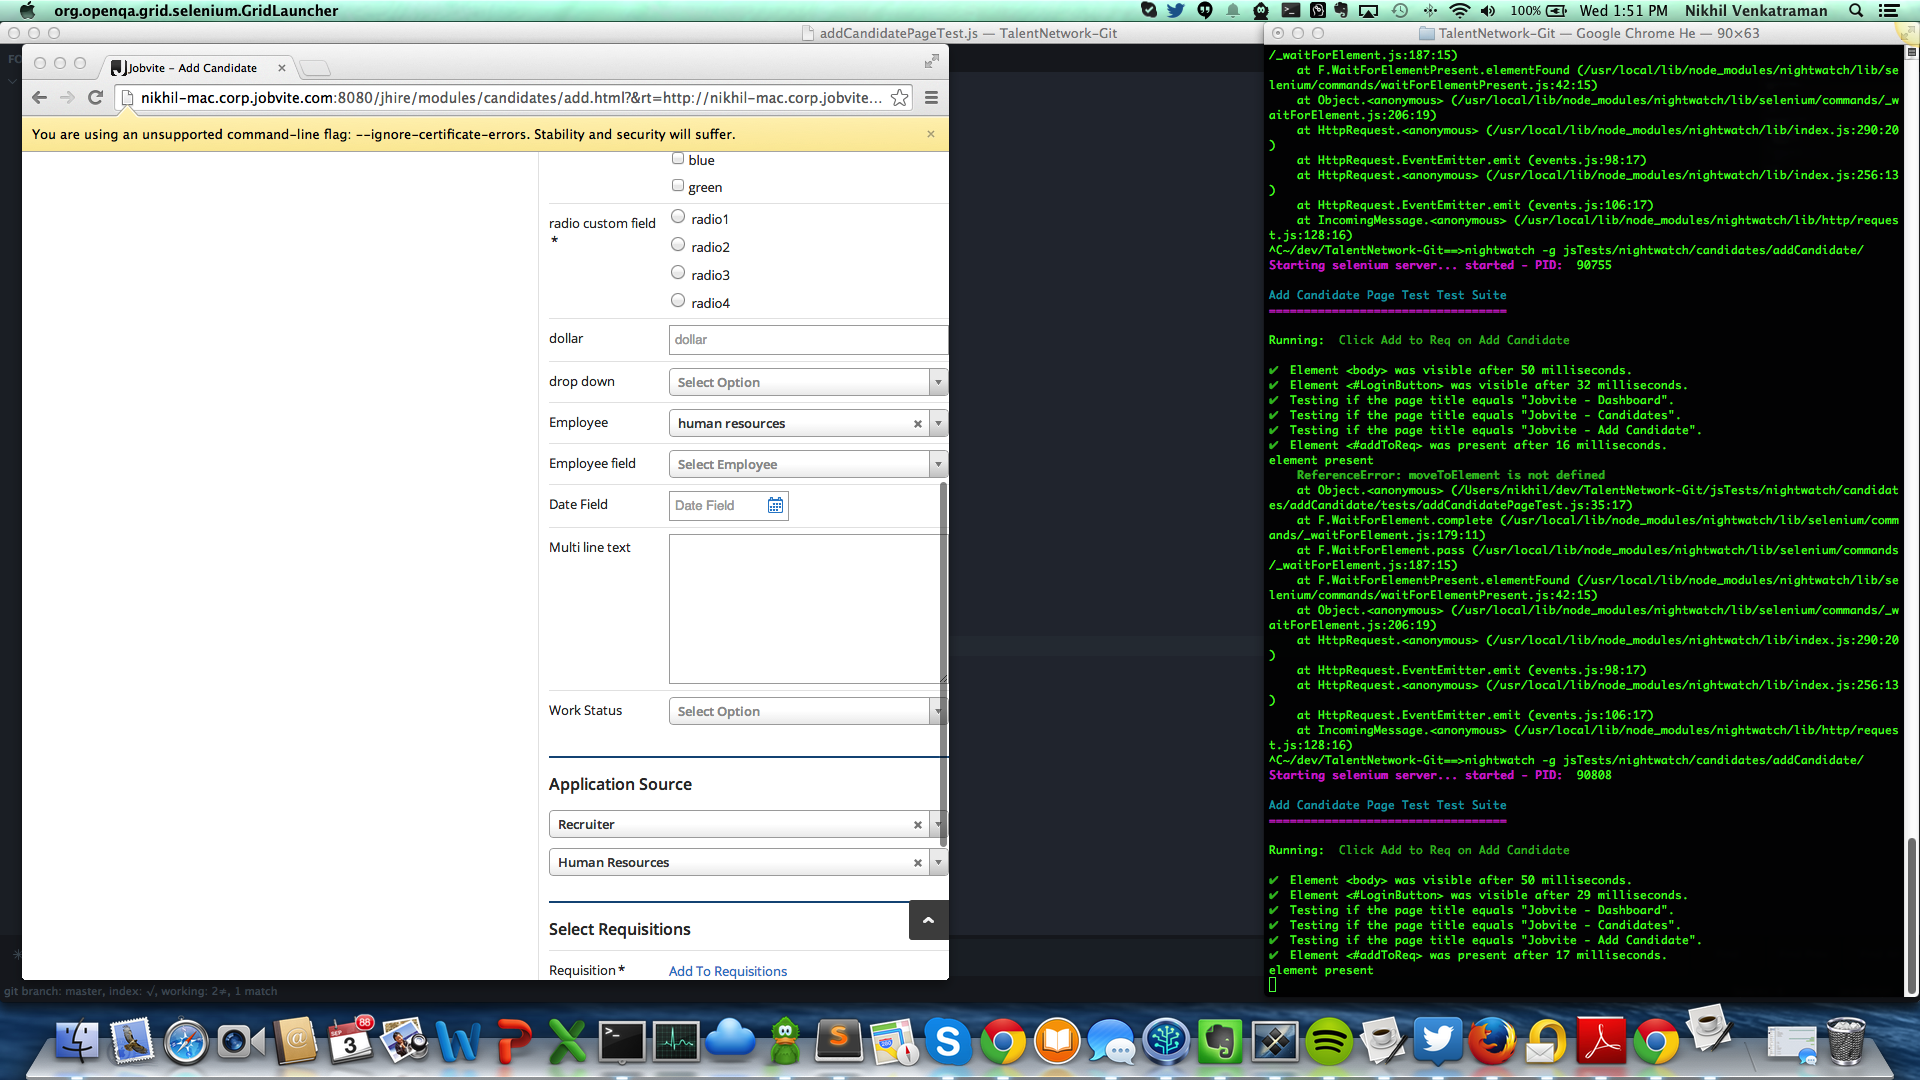 org.openqa.grid.selenium.GridLauncher
100%
Wed 1:51 PM
Nikhil Venkatraman
addCandidatePageTest.js — TalentNetwork-Git
FO
Jobvite - Add Candidate
nikhil-mac.corp.jobvite.com:8080/jhire/modules/candidates/add.html?&rt=http://nikhil-mac.corp.jobvite...
You are using an unsupported command-line flag: --ignore-certificate-errors. Stability and security will suffer.
blue
green
radio custom field
*
radio1
radio2
radio3
radio4
dollar
dollar
drop down
Select Option
Employee
human resources
Employee field
Select Employee
Date Field
Date Field
Multi line text
Work Status
Select Option
Application Source
Recruiter
Human Resources
Select Requisitions
Requisition*
Add To Requisitions
git branch: master, index: √, working: 2≠, 1 match
TalentNetwork-Git — Google Chrome He — 90×63
/_waitForElement.js:187:15)
at F.WaitForElementPresent.elementFound (/usr/local/lib/node_modules/nightwatch/lib/se
lenium/commands/waitForElementPresent.js:42:15)
at Object.<anonymous> (/usr/local/lib/node_modules/nightwatch/lib/selenium/commands/_w
aitForElement.js:206:19)
at HttpRequest.<anonymous> (/usr/local/lib/node_modules/nightwatch/lib/index.js:290:20
)
at HttpRequest.EventEmitter.emit (events.js:98:17)
at HttpRequest.<anonymous> (/usr/local/lib/node_modules/nightwatch/lib/index.js:256:13
)
at HttpRequest.EventEmitter.emit (events.js:106:17)
at IncomingMessage.<anonymous> (/usr/local/lib/node_modules/nightwatch/lib/http/reques
t.js:128:16)
^C~/dev/TalentNetwork-Git==>nightwatch -g jsTests/nightwatch/candidates/addCandidate/
Starting selenium server... started - PID:  90755
Add Candidate Page Test Test Suite
==================================
Running:  Click Add to Req on Add Candidate
✔  Element <body> was visible after 50 milliseconds.
✔  Element <#LoginButton> was visible after 32 milliseconds.
✔  Testing if the page title equals "Jobvite - Dashboard".
✔  Testing if the page title equals "Jobvite - Candidates".
✔  Testing if the page title equals "Jobvite - Add Candidate".
✔  Element <#addToReq> was present after 16 milliseconds.
element present
ReferenceError: moveToElement is not defined
at Object.<anonymous> (/Users/nikhil/dev/TalentNetwork-Git/jsTests/nightwatch/candidat
es/addCandidate/tests/addCandidatePageTest.js:35:17)
at F.WaitForElement.complete (/usr/local/lib/node_modules/nightwatch/lib/selenium/comm
ands/_waitForElement.js:179:11)
at F.WaitForElement.pass (/usr/local/lib/node_modules/nightwatch/lib/selenium/commands
/_waitForElement.js:187:15)
at F.WaitForElementPresent.elementFound (/usr/local/lib/node_modules/nightwatch/lib/se
lenium/commands/waitForElementPresent.js:42:15)
at Object.<anonymous> (/usr/local/lib/node_modules/nightwatch/lib/selenium/commands/_w
aitForElement.js:206:19)
at HttpRequest.<anonymous> (/usr/local/lib/node_modules/nightwatch/lib/index.js:290:20
)
at HttpRequest.EventEmitter.emit (events.js:98:17)
at HttpRequest.<anonymous> (/usr/local/lib/node_modules/nightwatch/lib/index.js:256:13
)
at HttpRequest.EventEmitter.emit (events.js:106:17)
at IncomingMessage.<anonymous> (/usr/local/lib/node_modules/nightwatch/lib/http/reques
t.js:128:16)
^C~/dev/TalentNetwork-Git==>nightwatch -g jsTests/nightwatch/candidates/addCandidate/
Starting selenium server... started - PID:  90808
Add Candidate Page Test Test Suite
==================================
Running:  Click Add to Req on Add Candidate
✔  Element <body> was visible after 50 milliseconds.
✔  Element <#LoginButton> was visible after 29 milliseconds.
✔  Testing if the page title equals "Jobvite - Dashboard".
✔  Testing if the page title equals "Jobvite - Candidates".
✔  Testing if the page title equals "Jobvite - Add Candidate".
✔  Element <#addToReq> was present after 17 milliseconds.
element present
SEP
3
88